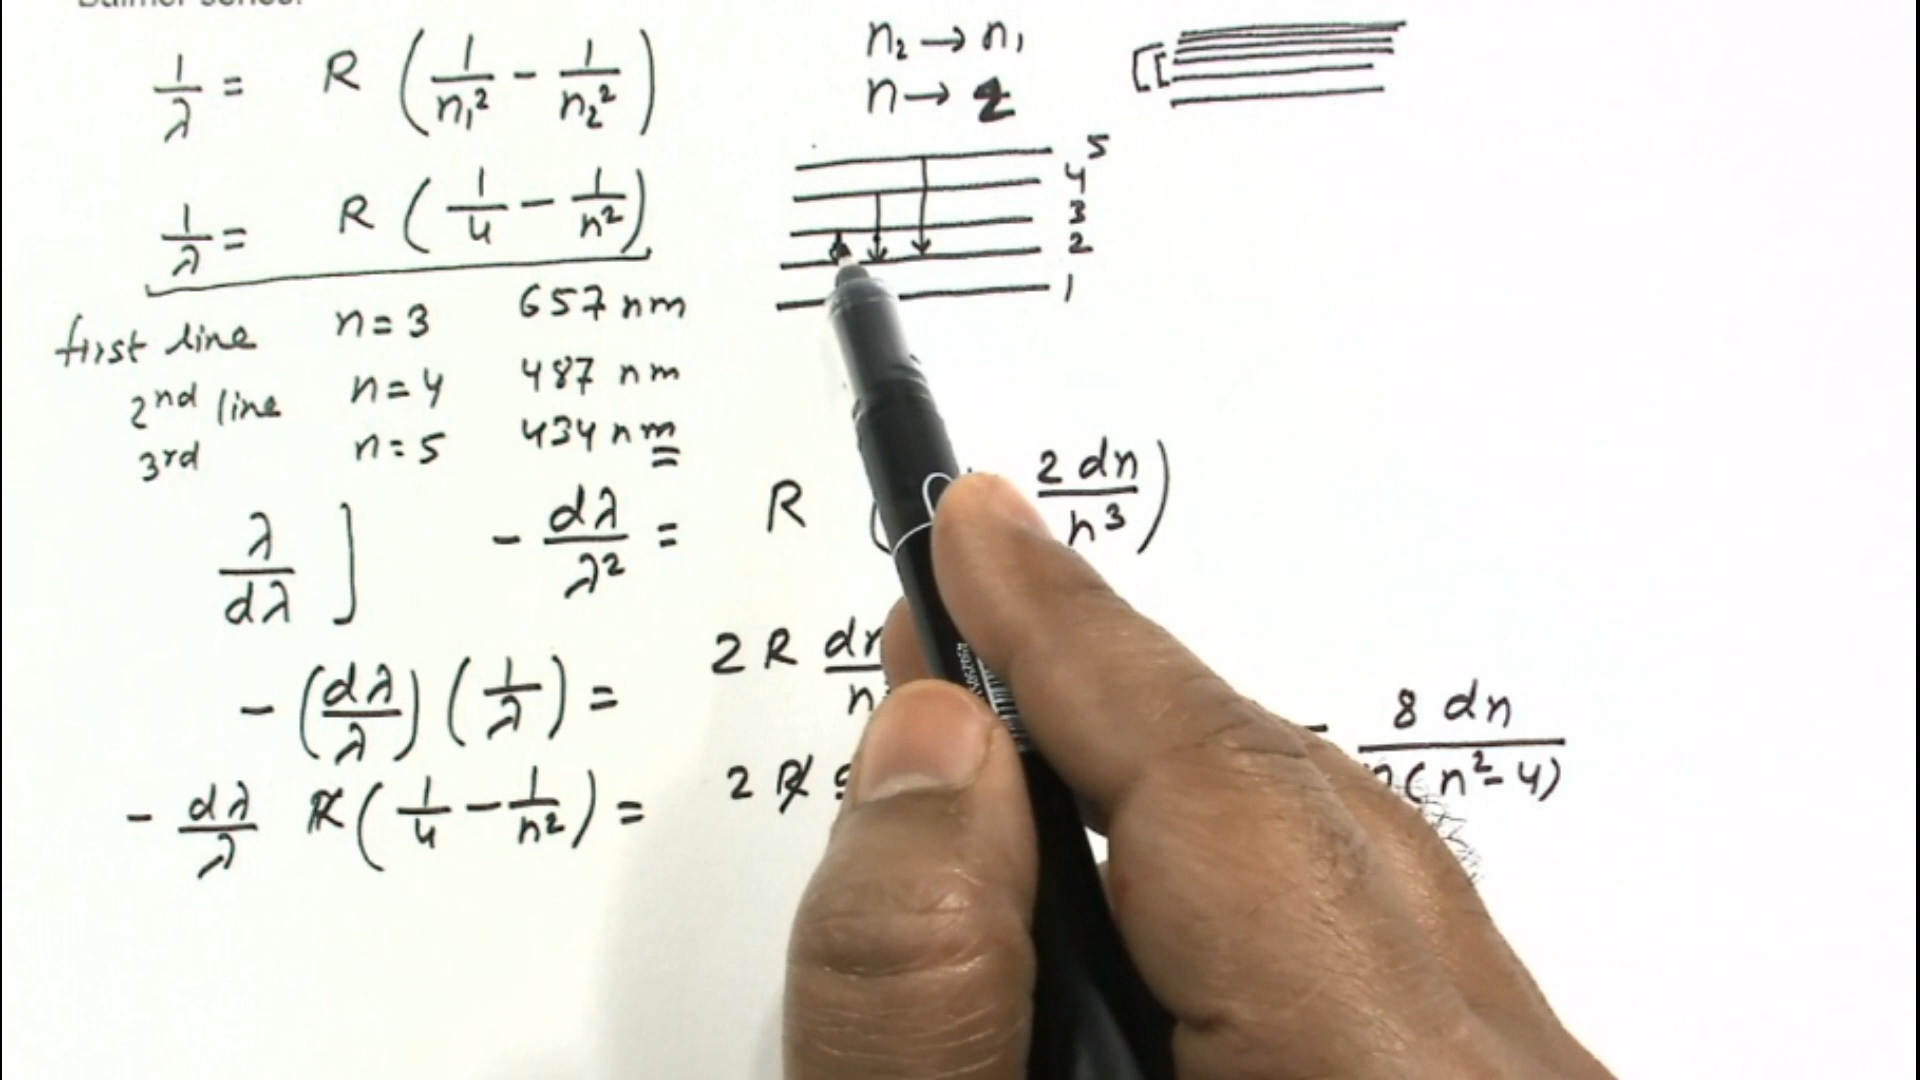 1/λ = R (1/n₁² - 1/n₂²)
1/λ = R (1/4 - 1/n²)
first line n=3 657 nm
2nd line n=4 487 nm
3rd n=5 434 nm
n₂ → n₁
n → 2
5
4
3
2
1
λ/dλ ] - dλ/λ² = R ( 2 dn/n³ )
- (dλ/λ) (1/λ) = 2 R dn/n
- dλ/λ R (1/4 - 1/n²) = 2 R
8 dn/n(n²-4)